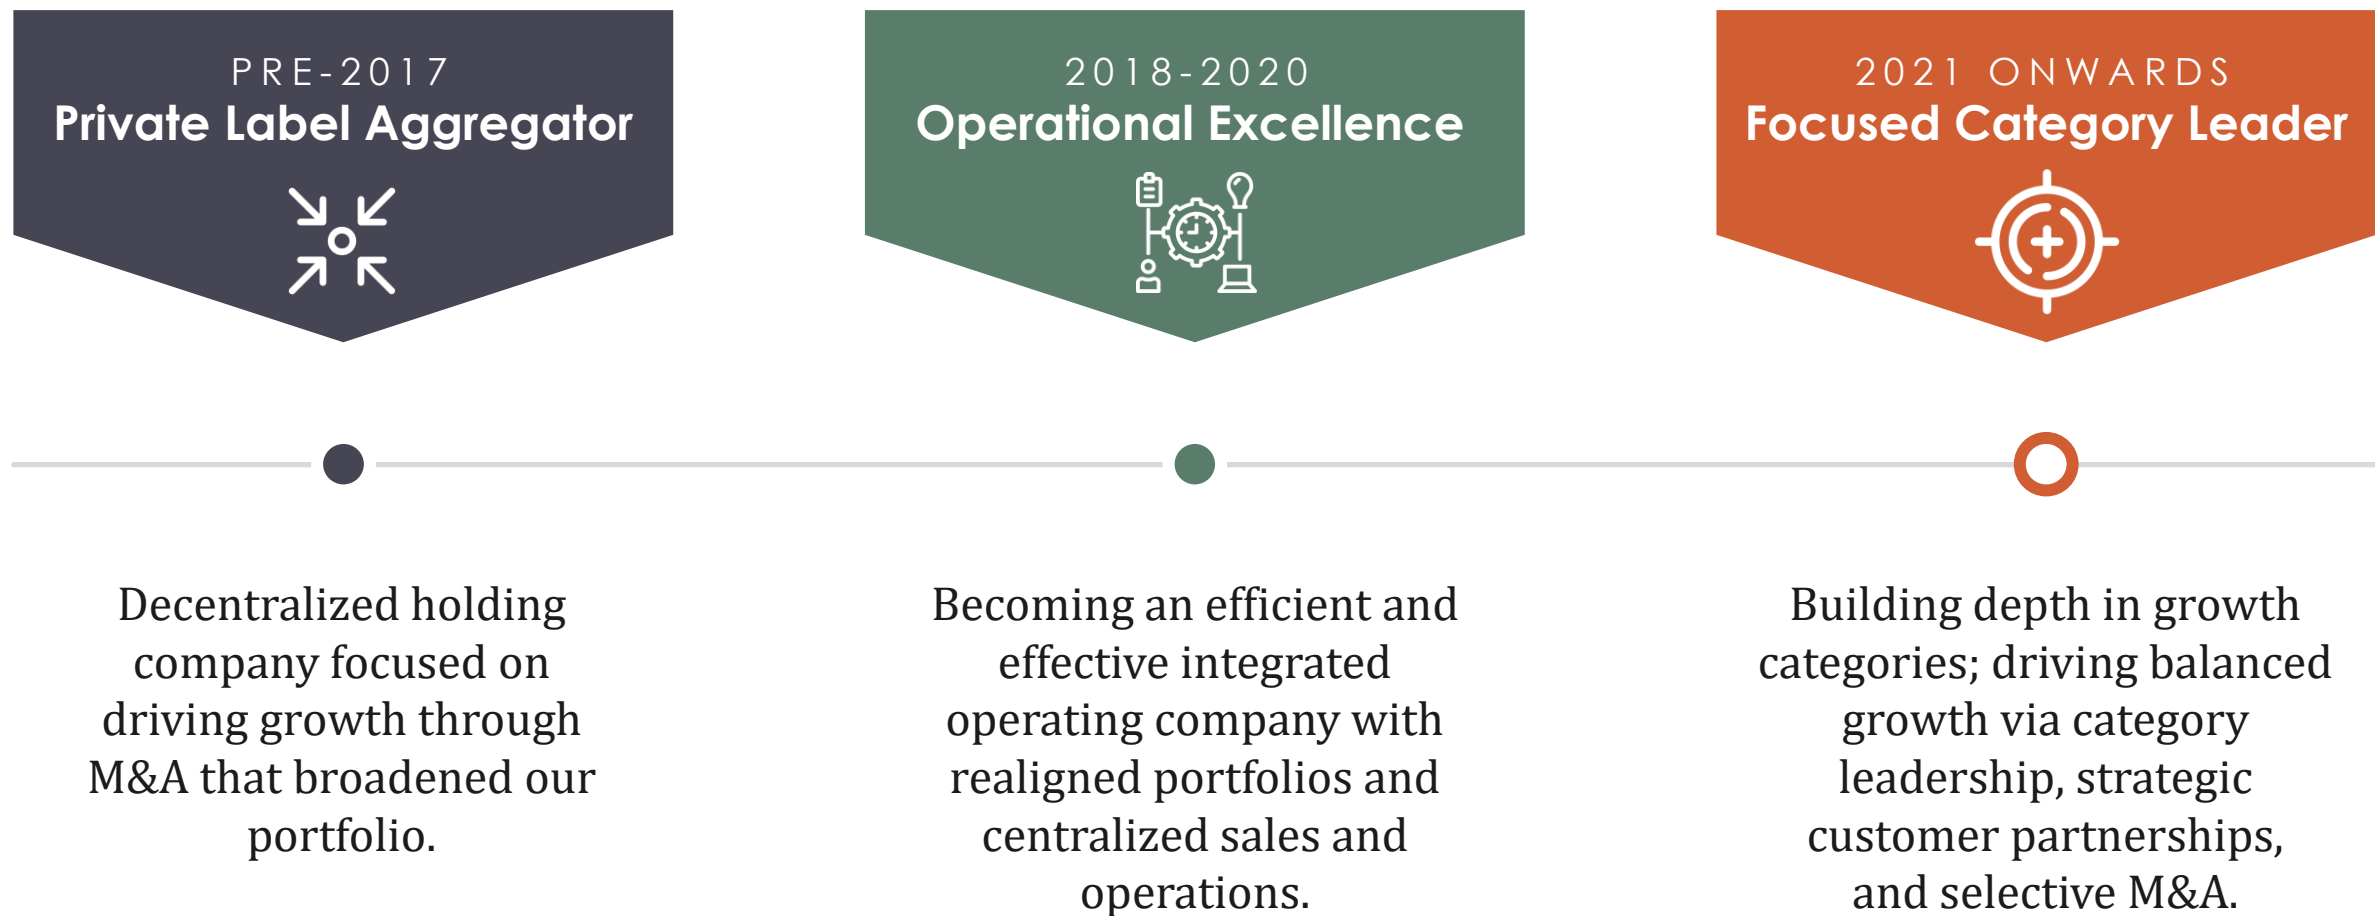 PRE-2017
Private Label Aggregator
Decentralized holding
company focused on
driving growth through
M&A that broadened our
portfolio.
2018-2020
Operational Excellence
Becoming an efficient and
effective integrated
operating company with
realigned portfolios and
centralized sales and
operations.
2021 ONWARDS
Focused Category Leader
Building depth in growth
categories; driving balanced
growth via category
leadership, strategic
customer partnerships,
and selective M&A.